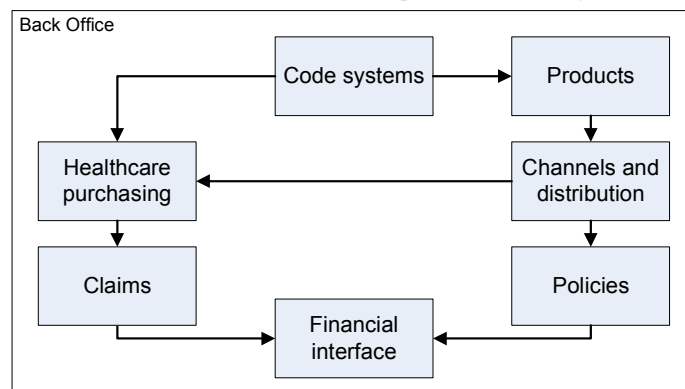 Back Office
Code systems
Products
Healthcare
purchasing
Channels and
distribution
Claims
Policies
Financial
interface